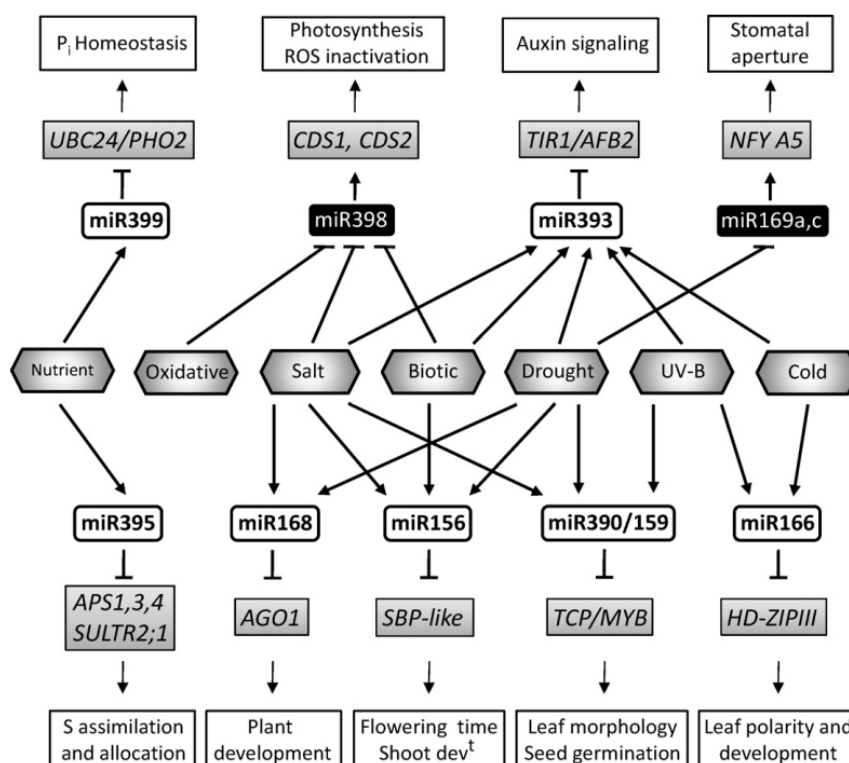 Pi Homeostasis
Photosynthesis
ROS inactivation
Auxin signaling
Stomatal
aperture
UBC24/PHO2
CDS1, CDS2
TIR1/AFB2
NFY A5
miR399
miR398
miR393
miR169a,c
Nutrient
Oxidative
Salt
Biotic
Drought
UV-B
Cold
miR395
miR168
miR156
miR390/159
miR166
APS1,3,4
SULTR2;1
AGO1
SBP-like
TCP/MYB
HD-ZIPIII
S assimilation
and allocation
Plant
development
Flowering time
Shoot devt
Leaf morphology
Seed germination
Leaf polarity and
development